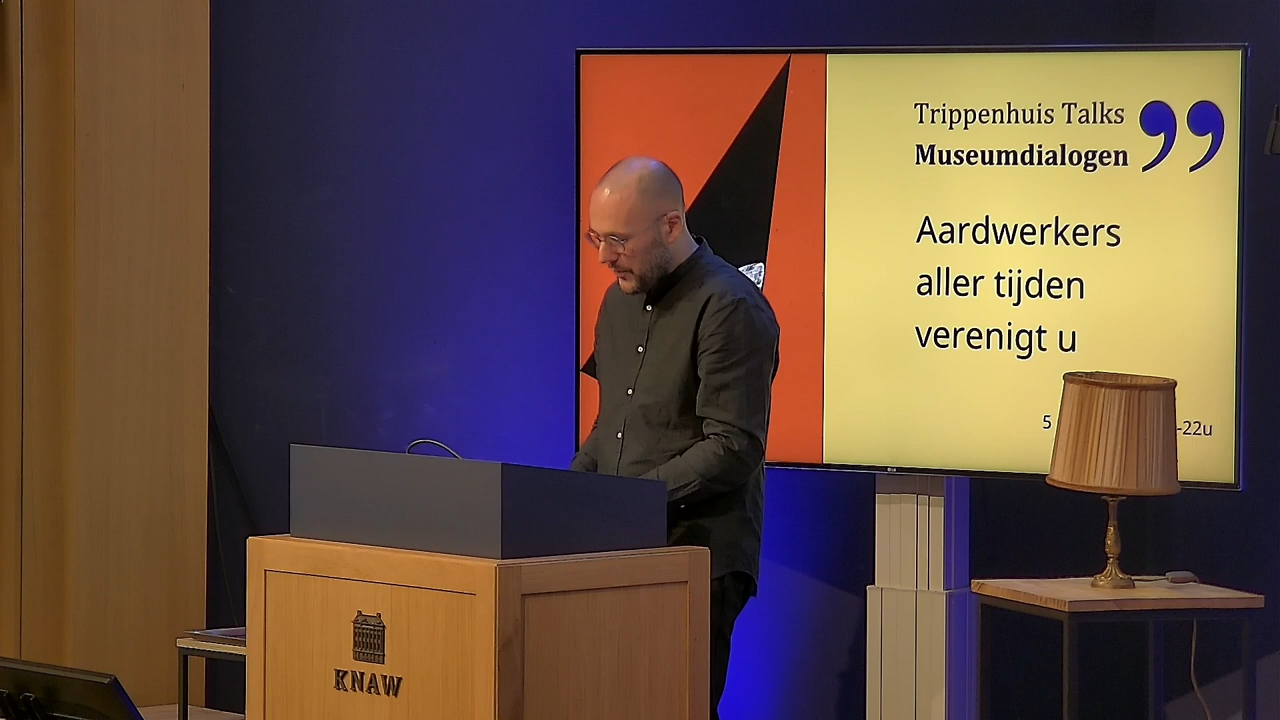 Trippenhuis Talks
Museumdialogen
Aardwerkers
aller tijden
verenigt u
5
-22u
KNAW